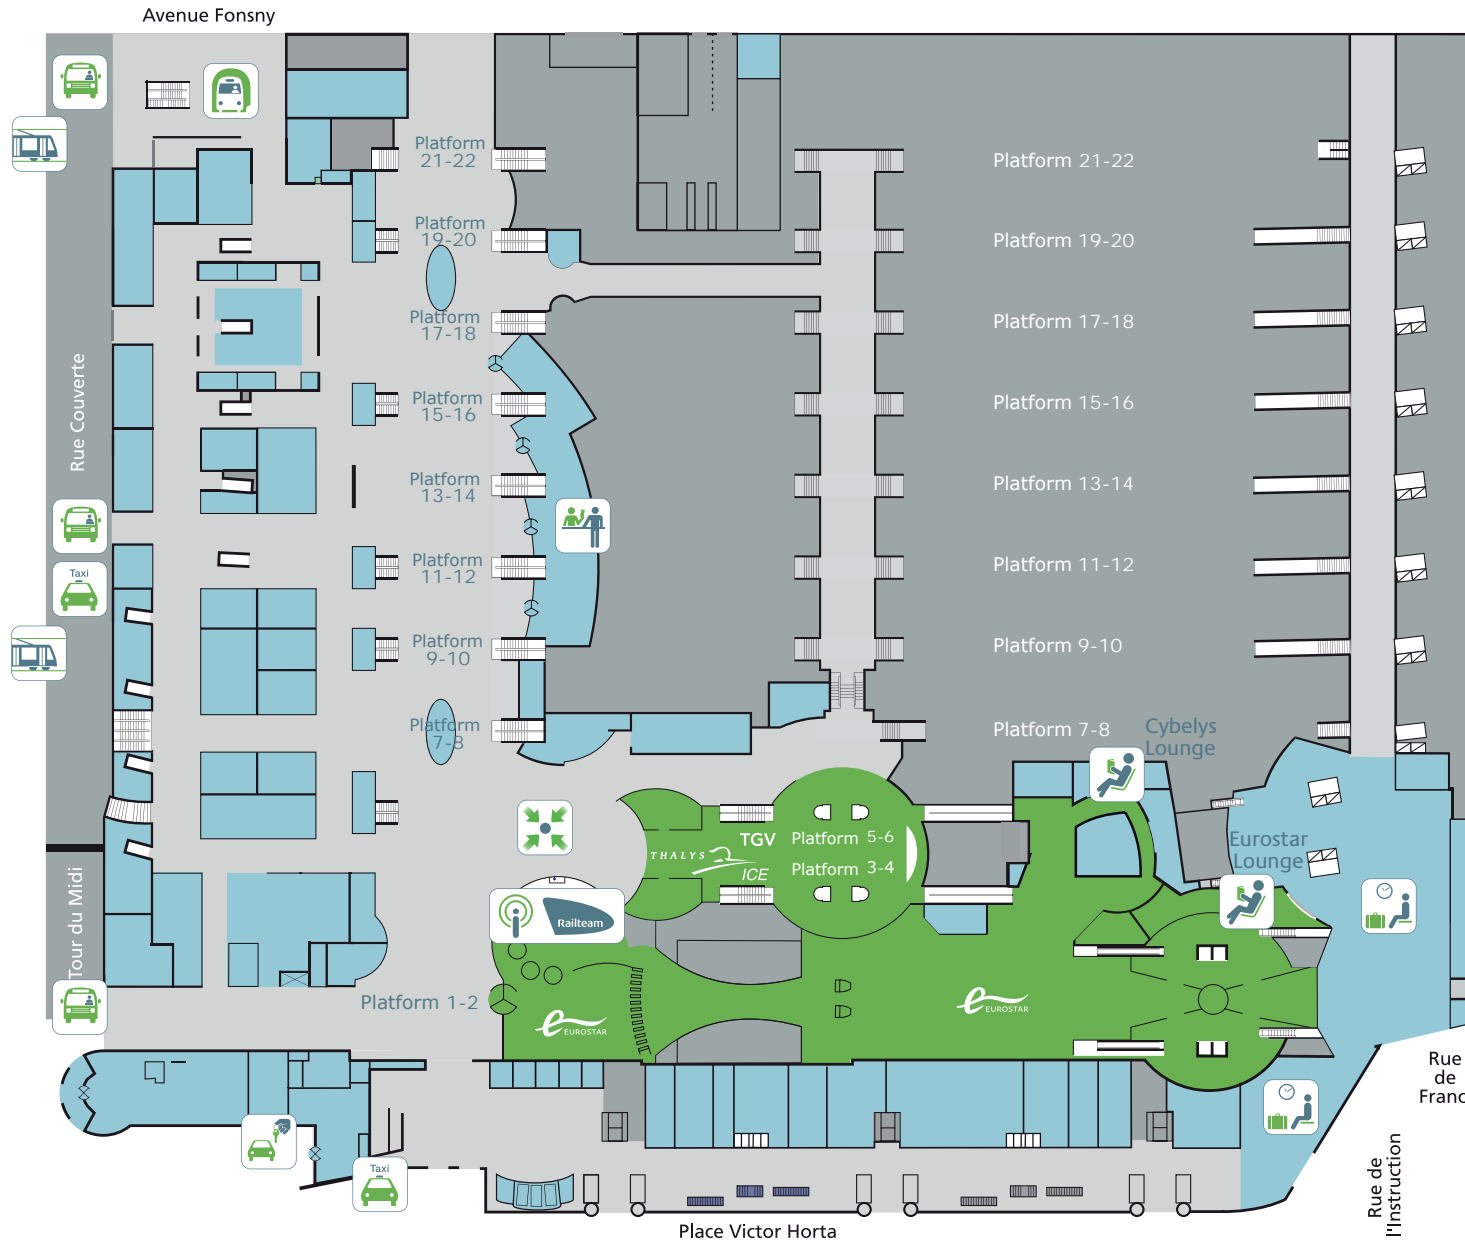 Avenue Fonsny
Platform
21-22
Platform 21-22
Platform
19-20
Platform 19-20
Platform
17-18
Platform 17-18
Rue Couverte
Platform
15-16
Platform 15-16
Platform
13-14
Platform 13-14
Platform
11-12
Platform 11-12
Taxi
Platform
9-10
Platform 9-10
Platform
7-8
Platform 7-8
Cybelys
Lounge
TGV
Platform 5-6
THALYS
ICE
Platform 3-4
Eurostar
Lounge
Tour du Midi
Railteam
Platform 1-2
e
EUROSTAR
e
EUROSTAR
Rue
de
Franc
Taxi
Rue de
l'Instruction
Place Victor Horta